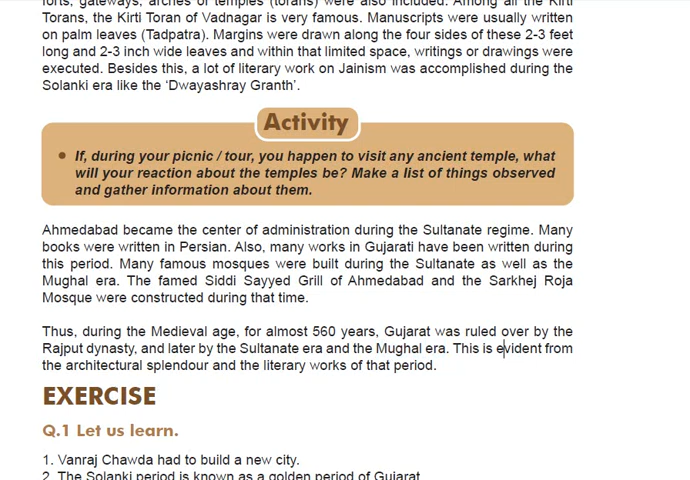 forts, gateways, arches of temples (torans) were also included. Among all the Kirti
Torans, the Kirti Toran of Vadnagar is very famous. Manuscripts were usually written
on palm leaves (Tadpatra). Margins were drawn along the four sides of these 2-3 feet
long and 2-3 inch wide leaves and within that limited space, writings or drawings were
executed. Besides this, a lot of literary work on Jainism was accomplished during the
Solanki era like the ‘Dwayashray Granth’.
Activity
• If, during your picnic / tour, you happen to visit any ancient temple, what
will your reaction about the temples be? Make a list of things observed
and gather information about them.
Ahmedabad became the center of administration during the Sultanate regime. Many
books were written in Persian. Also, many works in Gujarati have been written during
this period. Many famous mosques were built during the Sultanate as well as the
Mughal era. The famed Siddi Sayyed Grill of Ahmedabad and the Sarkhej Roja
Mosque were constructed during that time.
Thus, during the Medieval age, for almost 560 years, Gujarat was ruled over by the
Rajput dynasty, and later by the Sultanate era and the Mughal era. This is evident from
the architectural splendour and the literary works of that period.
EXERCISE
Q.1 Let us learn.
1. Vanraj Chawda had to build a new city.
2. The Solanki period is known as a golden period of Gujarat